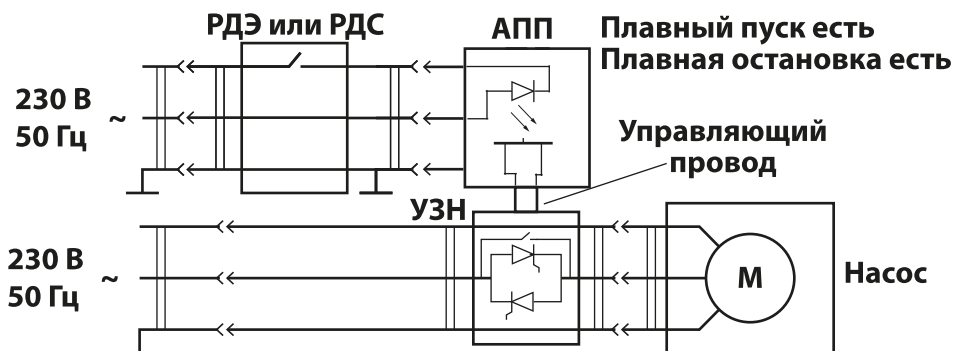 РДЭ или РДС
АПП
Плавный пуск есть
Плавная остановка есть
230 В
50 Гц
~
Управляющий
провод
УЗН
230 В
50 Гц
~
М
Насос